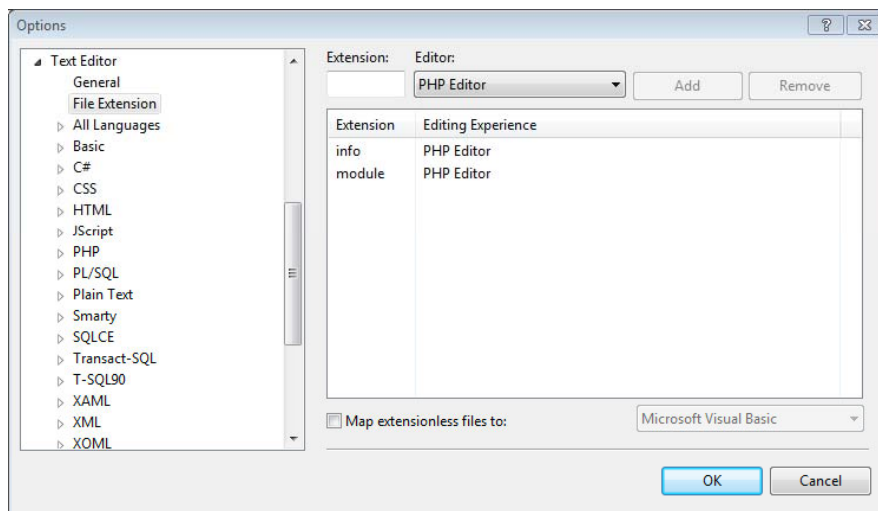 Options
Text Editor
General
File Extension
All Languages
Basic
C#
CSS
HTML
JScript
PHP
PL/SQL
Plain Text
Smarty
SQLCE
Transact-SQL
T-SQL90
XAML
XML
XOML
Extension: Editor:
PHP Editor Add Remove
Extension Editing Experience
info PHP Editor
module PHP Editor
Map extensionless files to: Microsoft Visual Basic
OK Cancel